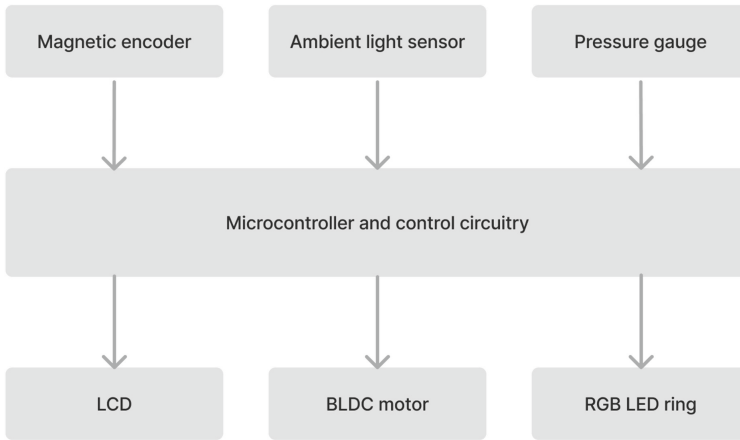 Magnetic encoder
Ambient light sensor
Pressure gauge
Microcontroller and control circuitry
LCD
BLDC motor
RGB LED ring